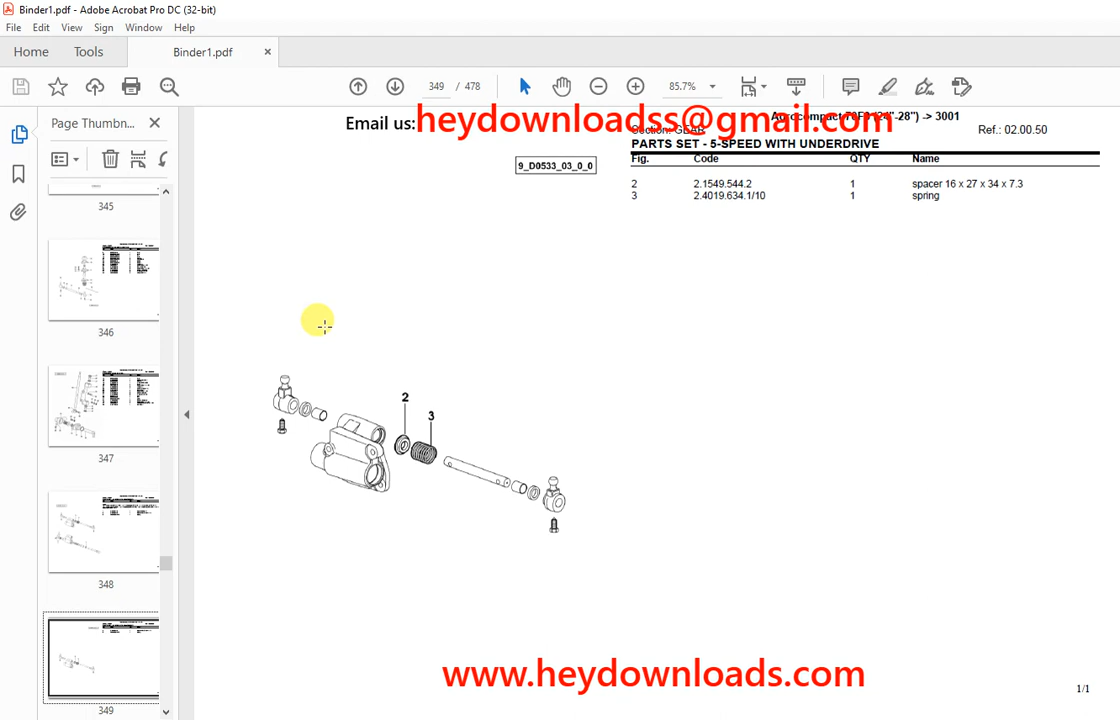 Binder1.pdf - Adobe Acrobat Pro DC (32-bit)
File Edit View Sign Window Help
Home Tools Binder1.pdf ×
349 / 478 85.7%
Page Thumbn...
Email us:heydownloadss@gmail.com
(24"-28") -> 3001
Section: GEAR Ref.: 02.00.50
PARTS SET - 5-SPEED WITH UNDERDRIVE
9_D0533_03_0_0
Fig. Code QTY Name
2 2.1549.544.2 1 spacer 16 x 27 x 34 x 7.3
3 2.4019.634.1/10 1 spring
345
346
347
348
349
2
3
www.heydownloads.com
1/1